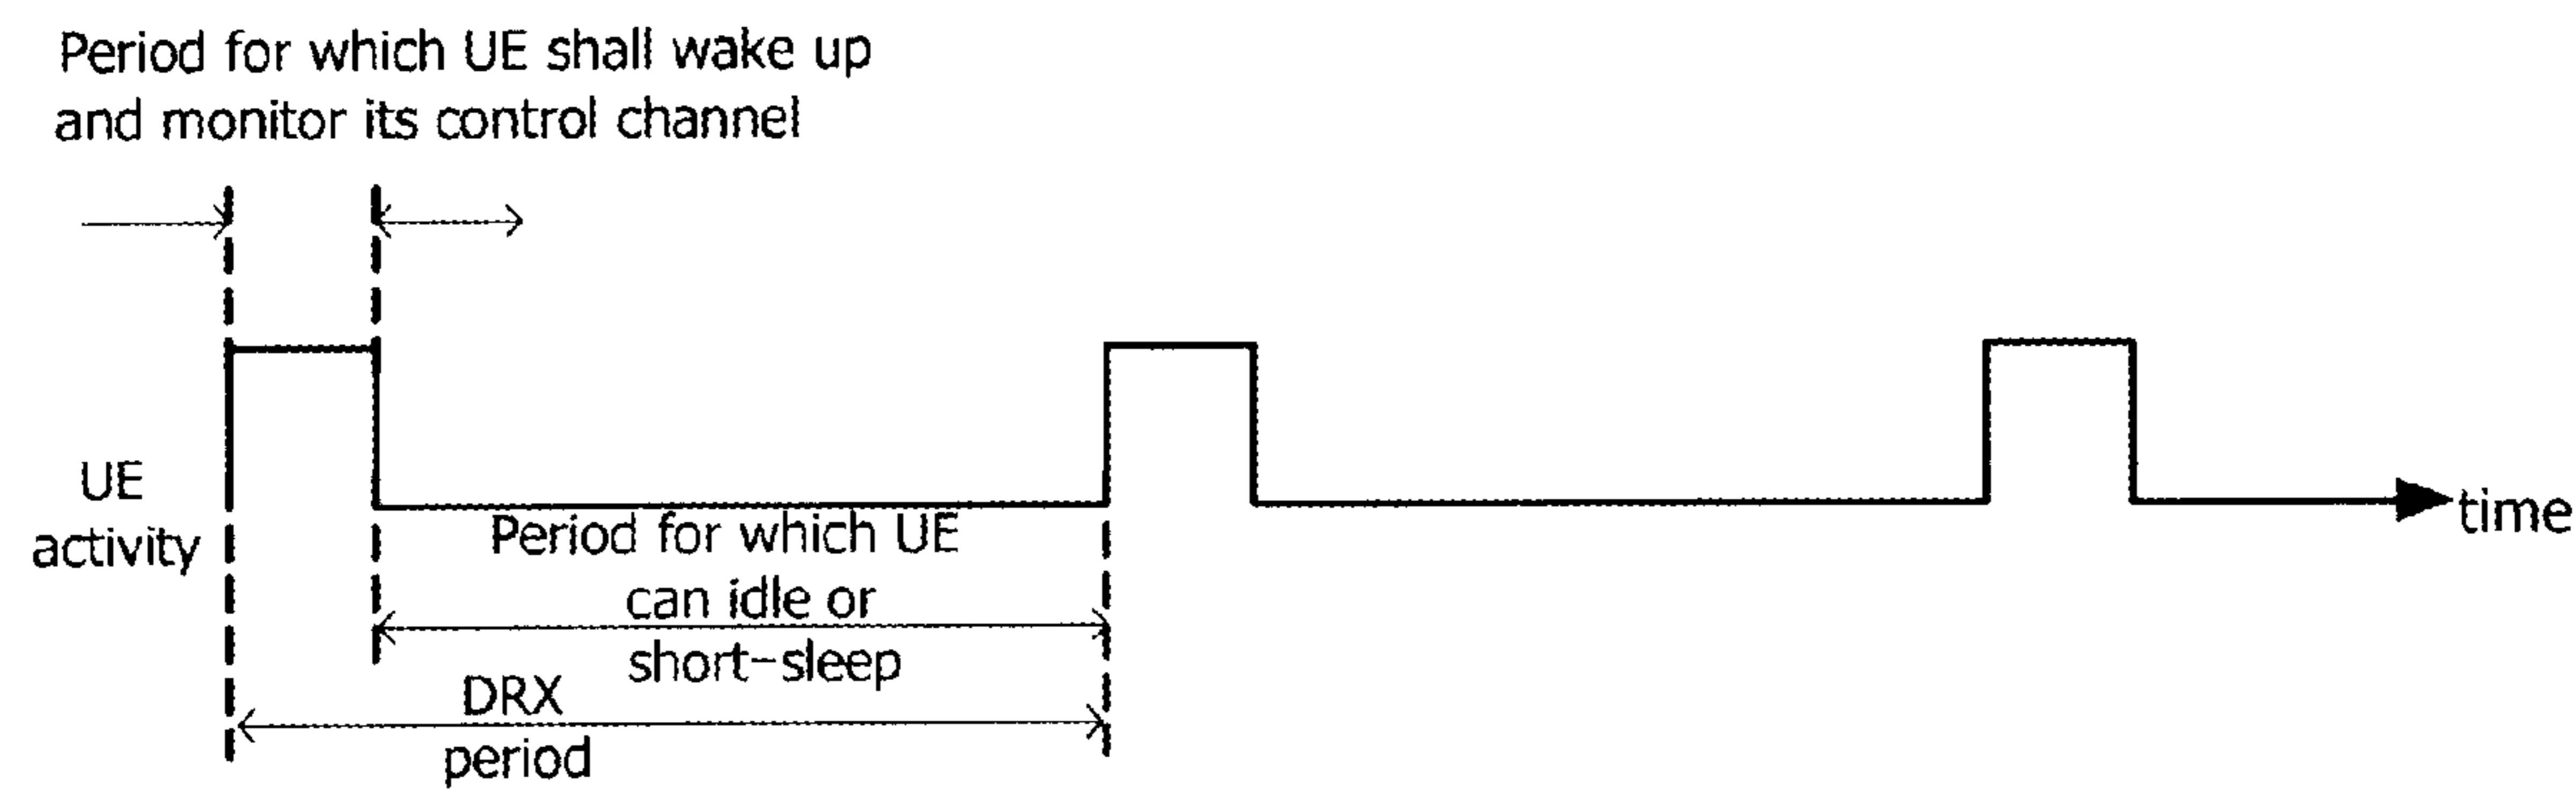 Period for which UE shall wake up
and monitor its control channel
UE
activity
time
Period for which UE
can idle or
short-sleep
DRX
period